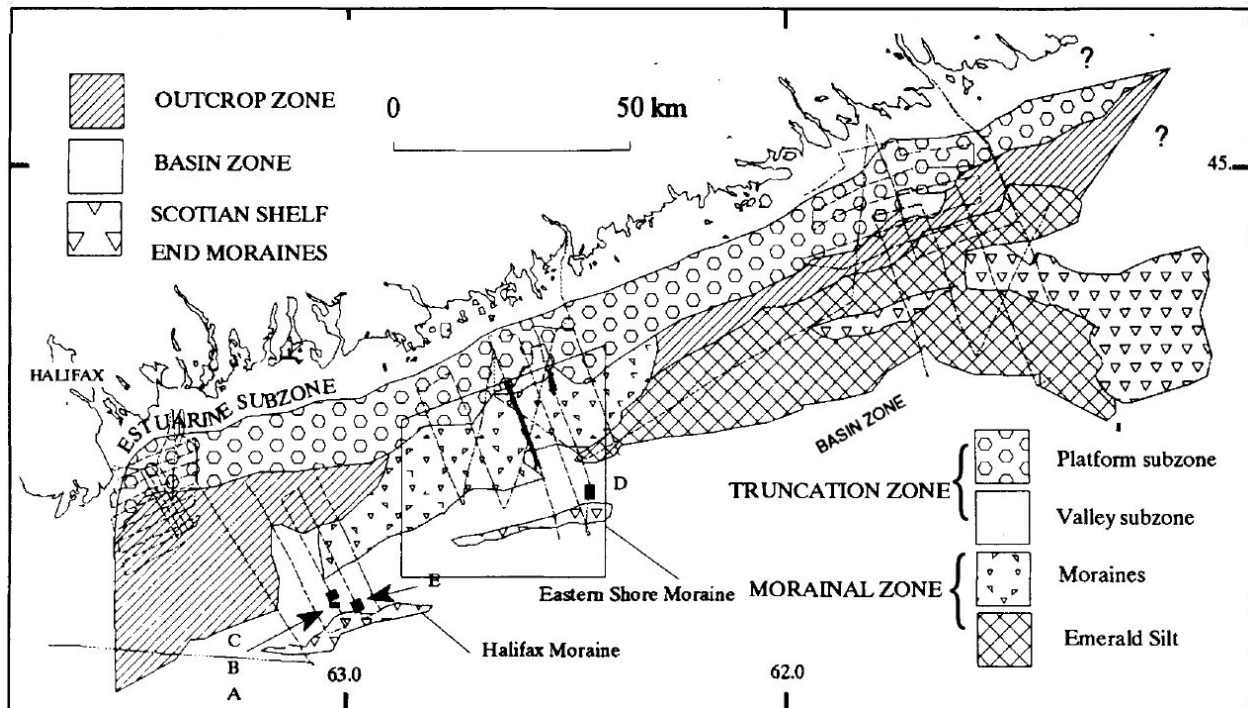 OUTCROP ZONE
BASIN ZONE
SCOTIAN SHELF
END MORAINES
0
50 km
?
?
45.
HALIFAX
ESTUARINE SUBZONE
BASIN ZONE
D
E
C
B
A
Eastern Shore Moraine
Halifax Moraine
63.0
62.0
TRUNCATION ZONE
Platform subzone
Valley subzone
MORAINAL ZONE
Moraines
Emerald Silt